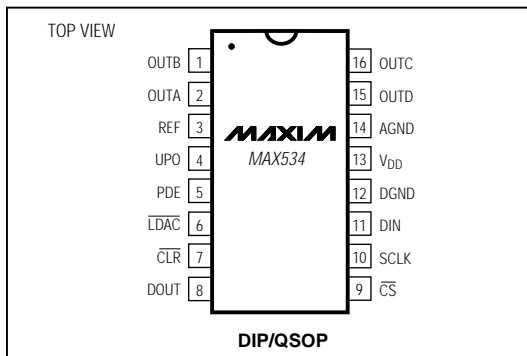 TOP VIEW
OUTB 1 16 OUTC
OUTA 2 15 OUTD
REF 3 MAXIM 14 AGND
UPO 4 MAX534 13 VDD
PDE 5 12 DGND
LDAC 6 11 DIN
CLR 7 10 SCLK
DOUT 8 9 CS
DIP/QSOP